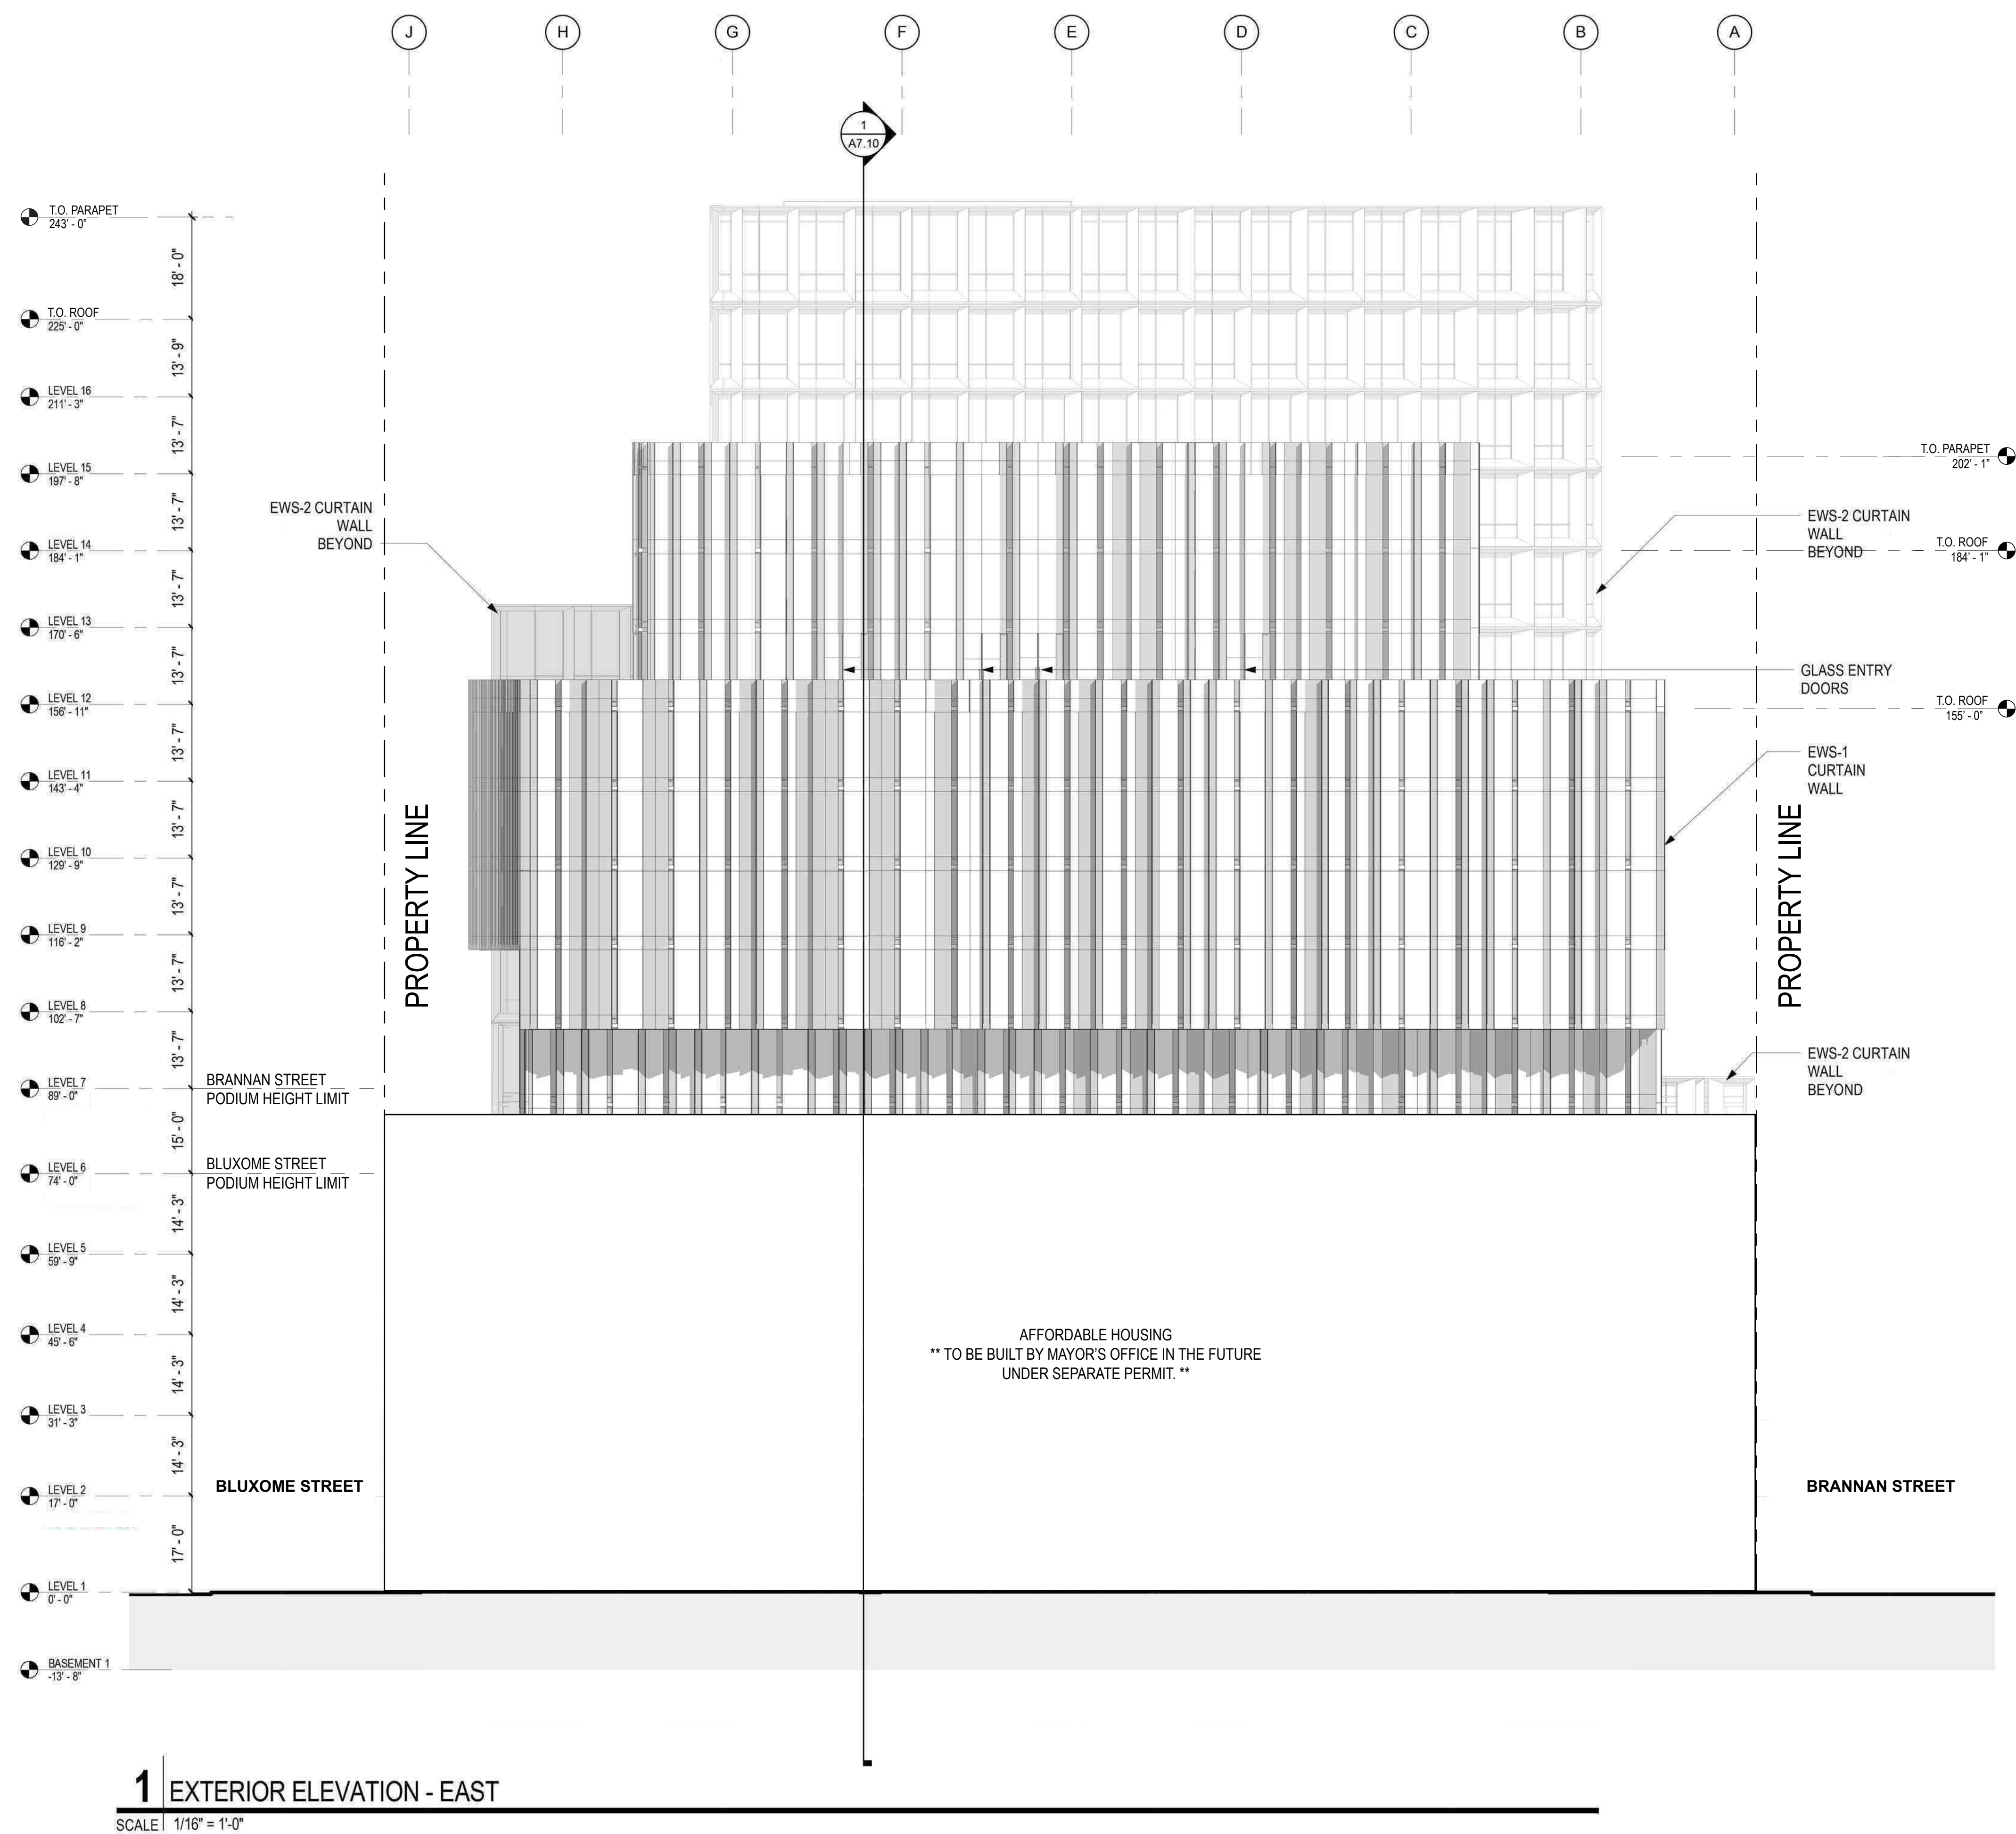 J
H
G
F
E
D
C
B
A
1
A7.10
T.O. PARAPET
243' - 0"
18' - 0"
T.O. ROOF
225' - 0"
13' - 9"
LEVEL 16
211' - 3"
13' - 7"
LEVEL 15
197' - 8"
13' - 7"
LEVEL 14
184' - 1"
13' - 7"
LEVEL 13
170' - 6"
13' - 7"
LEVEL 12
156' - 11"
13' - 7"
LEVEL 11
143' - 4"
13' - 7"
LEVEL 10
129' - 9"
13' - 7"
LEVEL 9
116' - 2"
13' - 7"
LEVEL 8
102' - 7"
13' - 7"
LEVEL 7
89' - 0"
15' - 0"
LEVEL 6
74' - 0"
14' - 3"
LEVEL 5
59' - 9"
14' - 3"
LEVEL 4
45' - 6"
14' - 3"
LEVEL 3
31' - 3"
14' - 3"
LEVEL 2
17' - 0"
17' - 0"
LEVEL 1
0' - 0"
BASEMENT 1
-13' - 8"
EWS-2 CURTAIN
WALL
BEYOND
PROPERTY LINE
BRANNAN STREET
PODIUM HEIGHT LIMIT
BLUXOME STREET
PODIUM HEIGHT LIMIT
BLUXOME STREET
AFFORDABLE HOUSING
** TO BE BUILT BY MAYOR'S OFFICE IN THE FUTURE
UNDER SEPARATE PERMIT. **
T.O. PARAPET
202' - 1"
EWS-2 CURTAIN
WALL
BEYOND
T.O. ROOF
184' - 1"
GLASS ENTRY
DOORS
T.O. ROOF
155' - 0"
EWS-1
CURTAIN
WALL
PROPERTY LINE
EWS-2 CURTAIN
WALL
BEYOND
BRANNAN STREET
1 EXTERIOR ELEVATION - EAST
SCALE 1/16" = 1'-0"